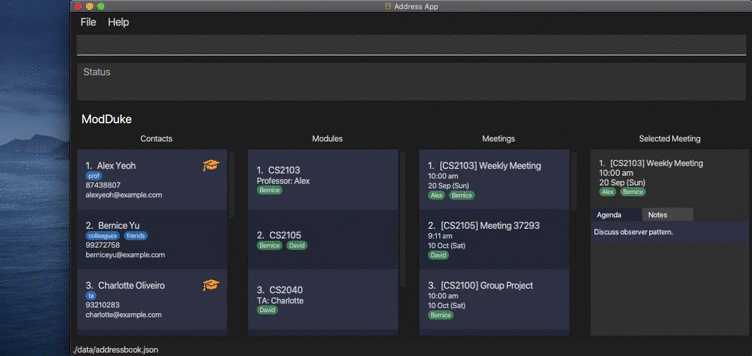 Address App
File Help
Status
ModDuke
Contacts
1. Alex Yeoh
prof
87438807
alexyeoh@example.com
2. Bernice Yu
colleagues friends
99272758
berniceyu@example.com
3. Charlotte Oliveiro
ta
93210283
charlotte@example.com
Modules
1. CS2103
Professor: Alex
Bernice
2. CS2105
Bernice David
3. CS2040
TA: Charlotte
David
Meetings
1. [CS2103] Weekly Meeting
10:00 am
20 Sep (Sun)
Alex Bernice
2. [CS2105] Meeting 37293
9:11 am
10 Oct (Sat)
David
3. [CS2100] Group Project
10:00 am
10 Oct (Sat)
Bernice
Selected Meeting
1. [CS2103] Weekly Meeting
10:00 am
20 Sep (Sun)
Alex Bernice
Agenda Notes
Discuss observer pattern.
./data/addressbook.json